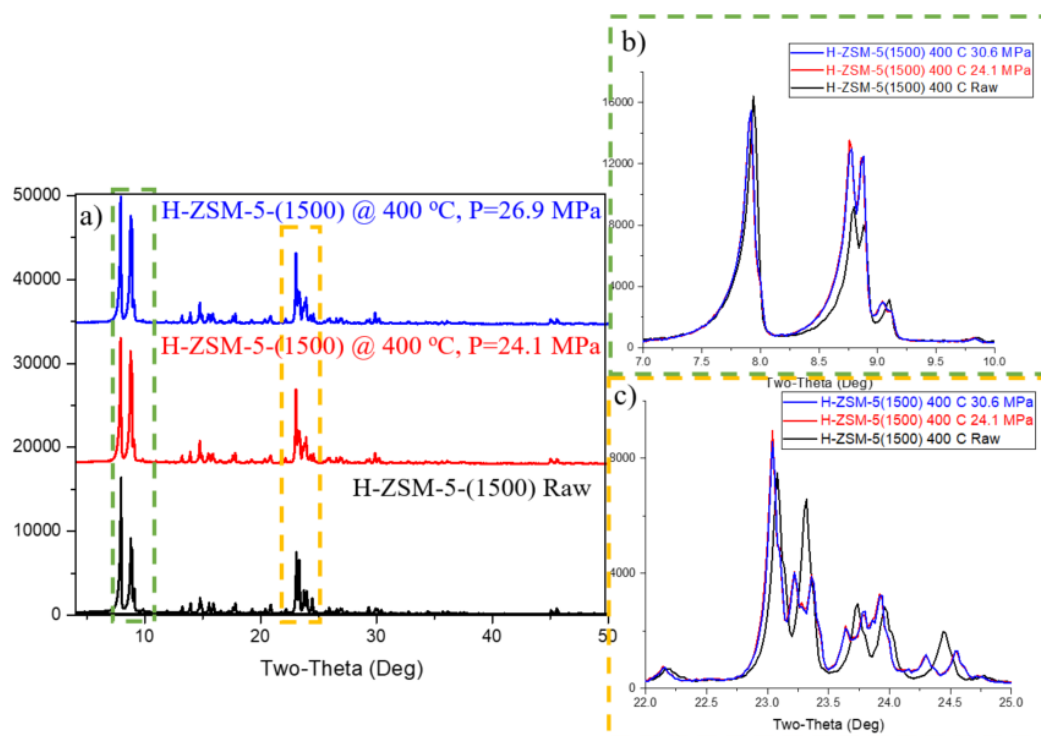 a)
50000
40000
30000
20000
10000
0
H-ZSM-5-(1500) @ 400 ºC, P=26.9 MPa
H-ZSM-5-(1500) @ 400 ºC, P=24.1 MPa
H-ZSM-5-(1500) Raw
10 20 30 40 50
Two-Theta (Deg)
b)
H-ZSM-5(1500) 400 C 30.6 MPa
H-ZSM-5(1500) 400 C 24.1 MPa
H-ZSM-5(1500) 400 C Raw
16000
12000
8000
4000
0
7.0 7.5 8.0 8.5 9.0 9.5 10.0
Two-Theta (Deg)
c)
H-ZSM-5(1500) 400 C 30.6 MPa
H-ZSM-5(1500) 400 C 24.1 MPa
H-ZSM-5(1500) 400 C Raw
8000
4000
0
22.0 22.5 23.0 23.5 24.0 24.5 25.0
Two-Theta (Deg)